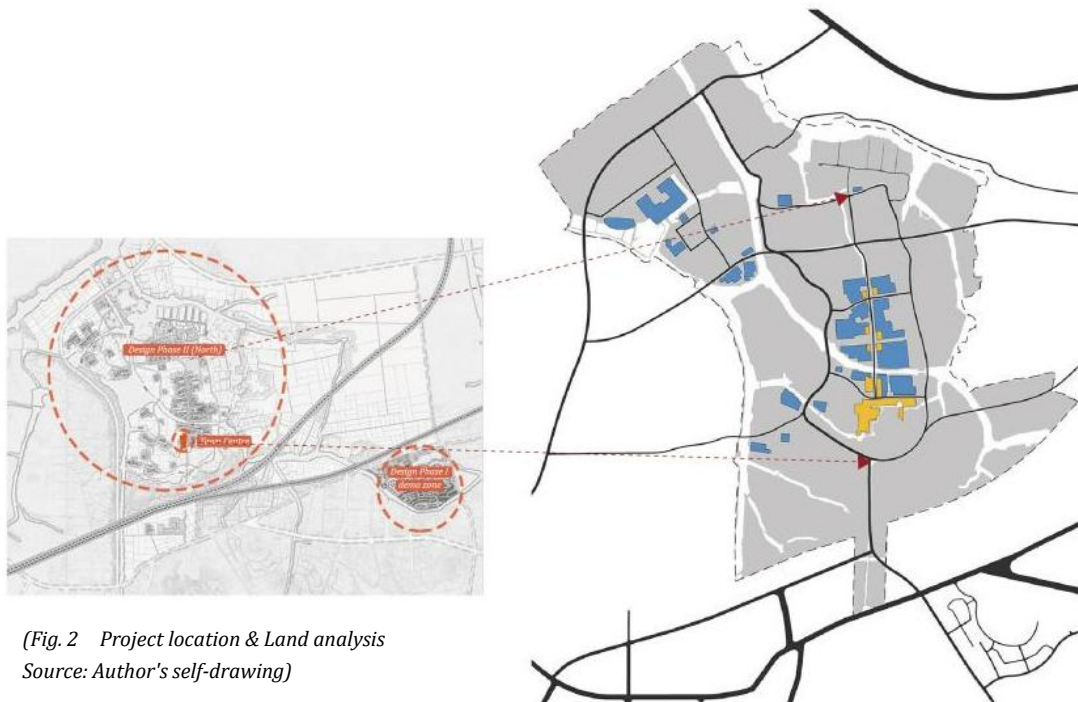 Design Phase II (North)
Town Centre
Design Phase I
demo zone
(Fig. 2 Project location & Land analysis
Source: Author's self-drawing)